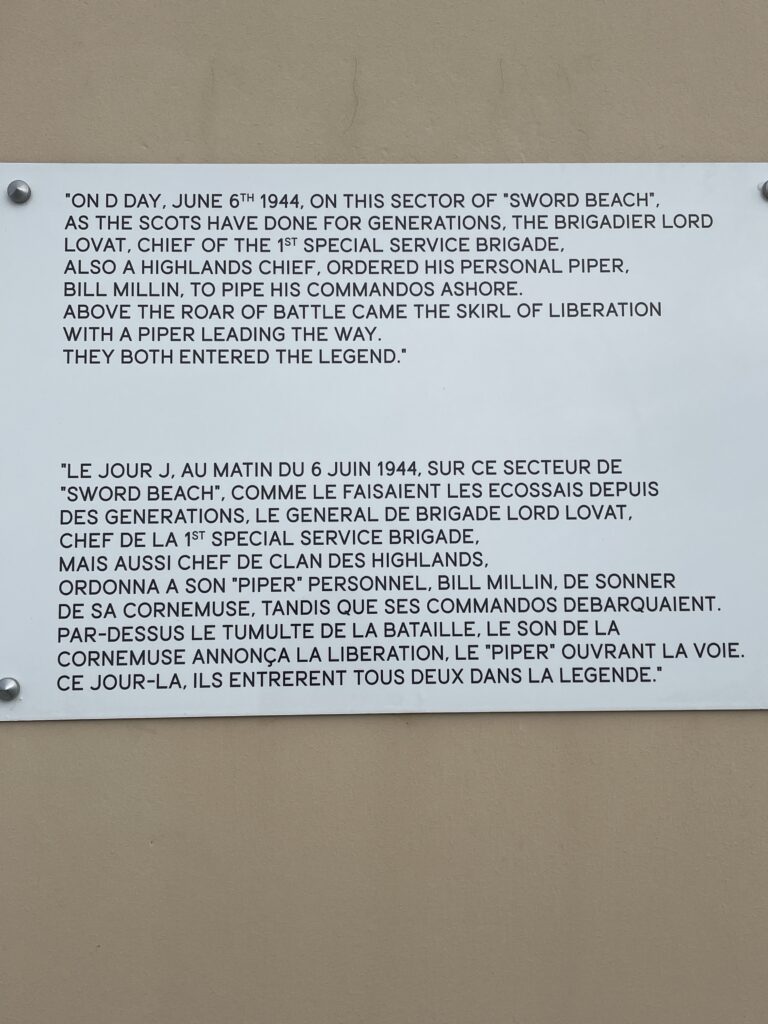 "ON D DAY, JUNE 6TH 1944, ON THIS SECTOR OF "SWORD BEACH",
AS THE SCOTS HAVE DONE FOR GENERATIONS, THE BRIGADIER LORD
LOVAT, CHIEF OF THE 1ST SPECIAL SERVICE BRIGADE,
ALSO A HIGHLANDS CHIEF, ORDERED HIS PERSONAL PIPER,
BILL MILLIN, TO PIPE HIS COMMANDOS ASHORE.
ABOVE THE ROAR OF BATTLE CAME THE SKIRL OF LIBERATION
WITH A PIPER LEADING THE WAY.
THEY BOTH ENTERED THE LEGEND."
"LE JOUR J, AU MATIN DU 6 JUIN 1944, SUR CE SECTEUR DE
"SWORD BEACH", COMME LE FAISAIENT LES ECOSSAIS DEPUIS
DES GENERATIONS, LE GENERAL DE BRIGADE LORD LOVAT,
CHEF DE LA 1ST SPECIAL SERVICE BRIGADE,
MAIS AUSSI CHEF DE CLAN DES HIGHLANDS,
ORDONNA A SON "PIPER" PERSONNEL, BILL MILLIN, DE SONNER
DE SA CORNEMUSE, TANDIS QUE SES COMMANDOS DEBARQUAIENT.
PAR-DESSUS LE TUMULTE DE LA BATAILLE, LE SON DE LA
CORNEMUSE ANNONÇA LA LIBERATION, LE "PIPER" OUVRANT LA VOIE.
CE JOUR-LA, ILS ENTRERENT TOUS DEUX DANS LA LEGENDE."